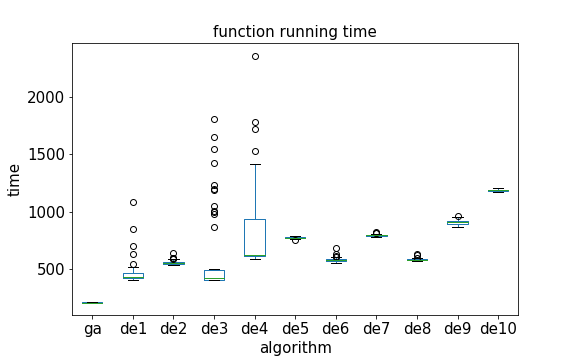 function running time
2000
1500
1000
500
time
ga de1 de2 de3 de4 de5 de6 de7 de8 de9 de10
algorithm